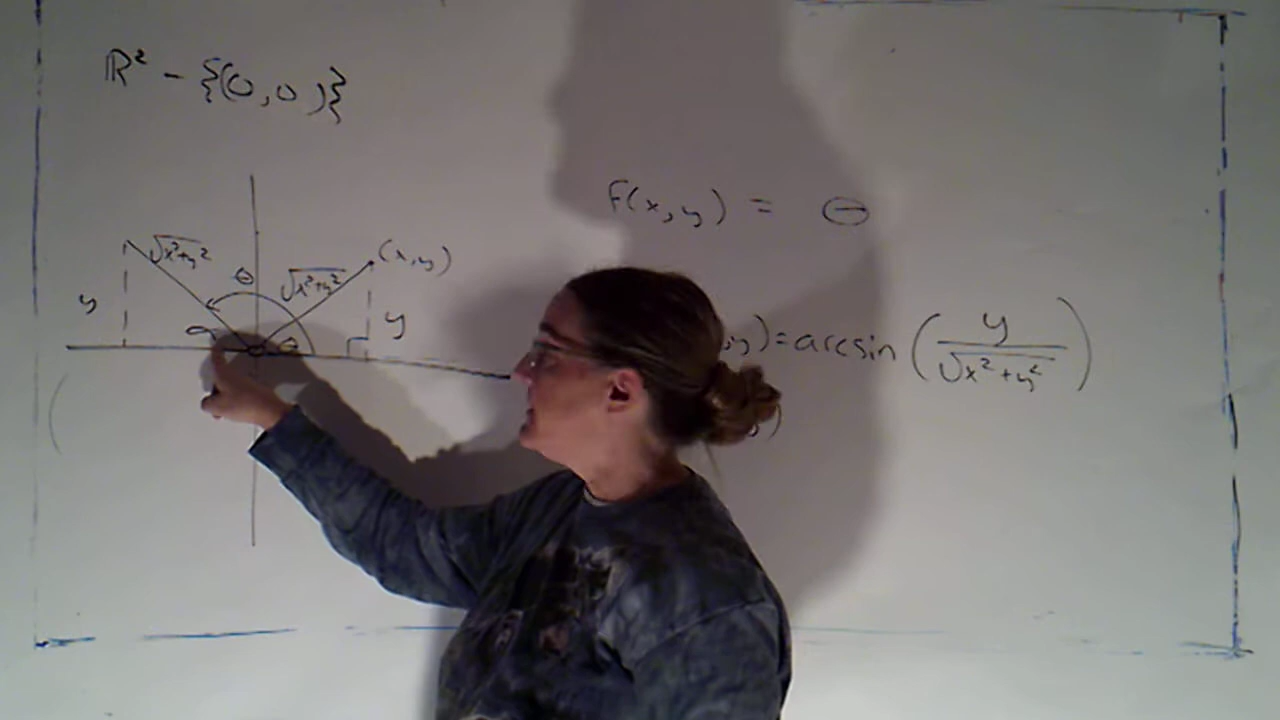 ℝ² - {(0,0)}
F(x,y) = θ
√x²+y² θ √x²+y² (x,y)
y α θ y
,y)=arcsin (y/√x²+y²)
(